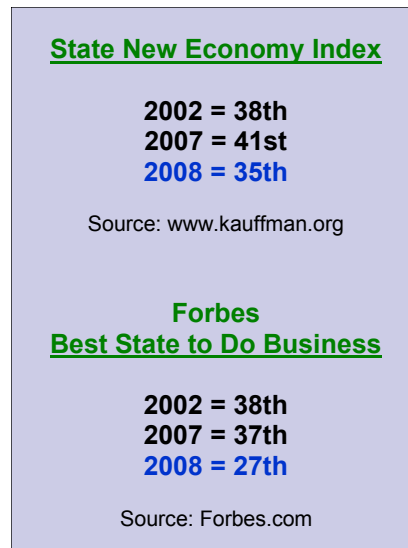 State New Economy Index
2002 = 38th
2007 = 41st
2008 = 35th
Source: www.kauffman.org
Forbes
Best State to Do Business
2002 = 38th
2007 = 37th
2008 = 27th
Source: Forbes.com